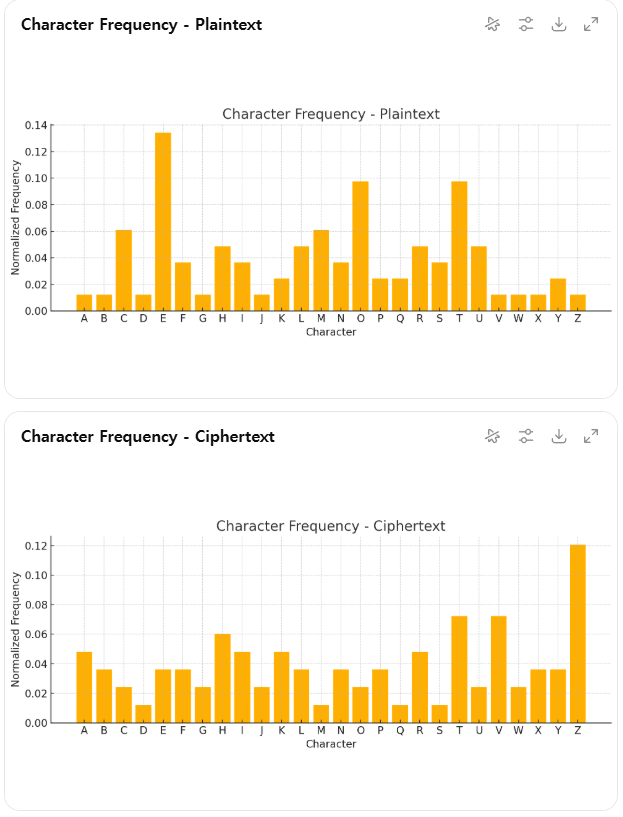 Character Frequency - Plaintext
Character Frequency - Plaintext
Normalized Frequency
0.14
0.12
0.10
0.08
0.06
0.04
0.02
0.00
A B C D E F G H I J K L M N O P Q R S T U V W X Y Z
Character
Character Frequency - Ciphertext
Character Frequency - Ciphertext
Normalized Frequency
0.12
0.10
0.08
0.06
0.04
0.02
0.00
A B C D E F G H I J K L M N O P Q R S T U V W X Y Z
Character